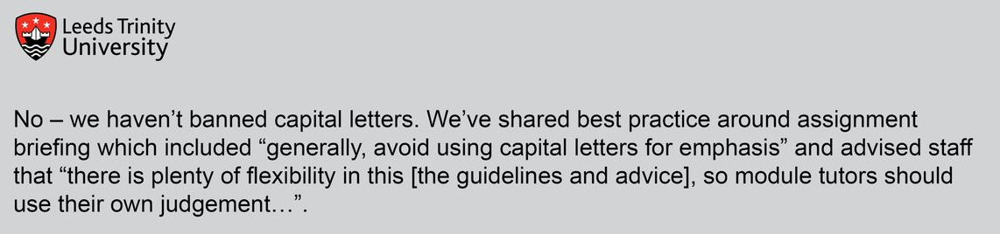 Leeds Trinity
University
No – we haven’t banned capital letters. We’ve shared best practice around assignment
briefing which included “generally, avoid using capital letters for emphasis” and advised staff
that “there is plenty of flexibility in this [the guidelines and advice], so module tutors should
use their own judgement…”.